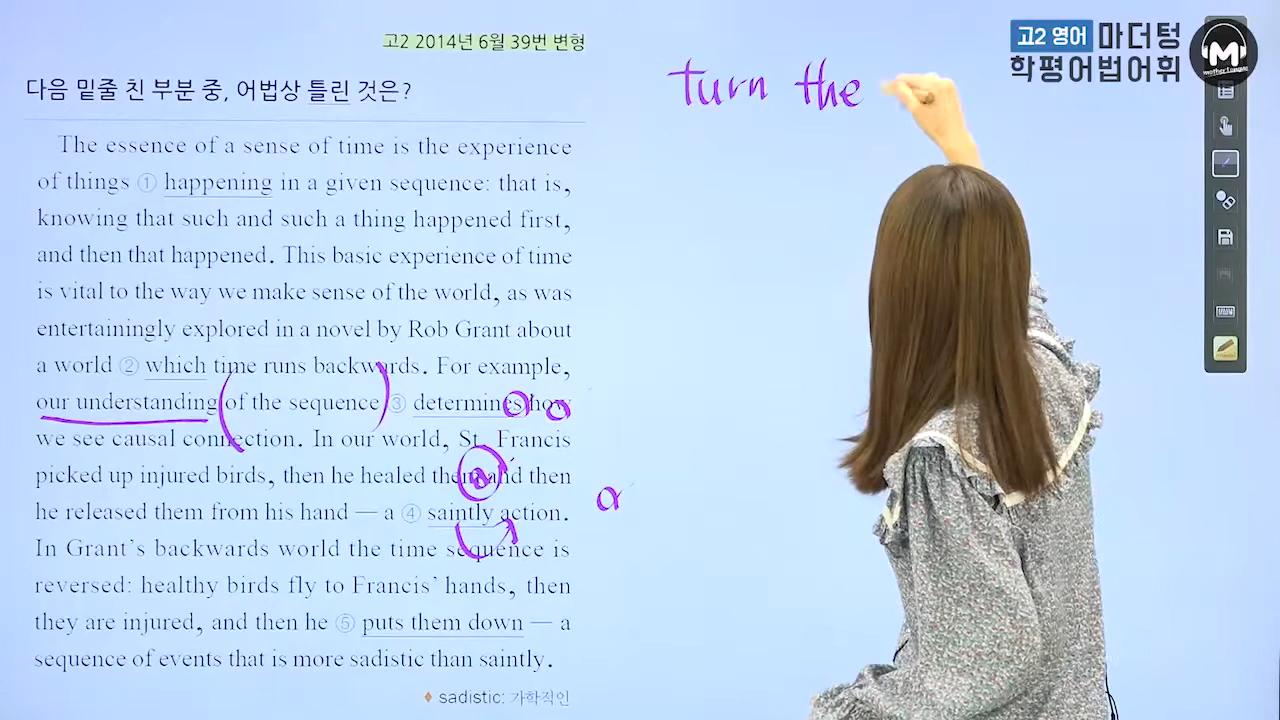 고2 2014년 6월 39번 변형
고2 영어 마더텅
학평어법어휘
M
mother tongue
turn the
다음 밑줄 친 부분 중, 어법상 틀린 것은?
The essence of a sense of time is the experience
of things ① happening in a given sequence: that is,
knowing that such and such a thing happened first,
and then that happened. This basic experience of time
is vital to the way we make sense of the world, as was
entertainingly explored in a novel by Rob Grant about
a world ② which time runs backwards. For example,
our understanding of the sequence ③ determines how
we see causal connection. In our world, St. Francis
picked up injured birds, then he healed them and then
he released them from his hand — a ④ saintly action.
In Grant's backwards world the time sequence is
reversed: healthy birds fly to Francis' hands, then
they are injured, and then he ⑤ puts them down — a
sequence of events that is more sadistic than saintly.
♦ sadistic: 가학적인